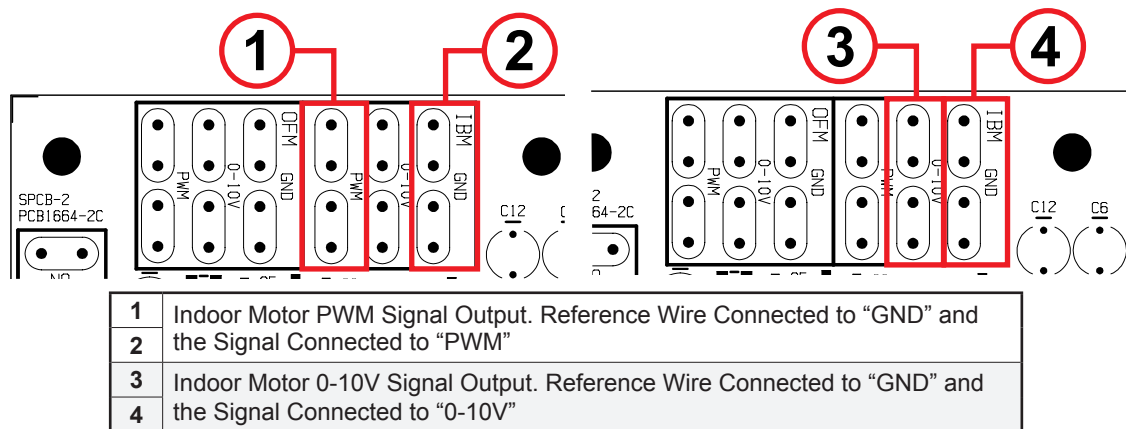 1
2
3
4
OFM
IBM
PWM
0-10V
GND
PWM
0-10V
GND
SPCB-2
PCB1664-2C
C12
OFM
IBM
PWM
0-10V
GND
PWM
0-10V
GND
2
64-2C
C12
C6
1
2
Indoor Motor PWM Signal Output. Reference Wire Connected to “GND” and
the Signal Connected to “PWM”
3
4
Indoor Motor 0-10V Signal Output. Reference Wire Connected to “GND” and
the Signal Connected to “0-10V”